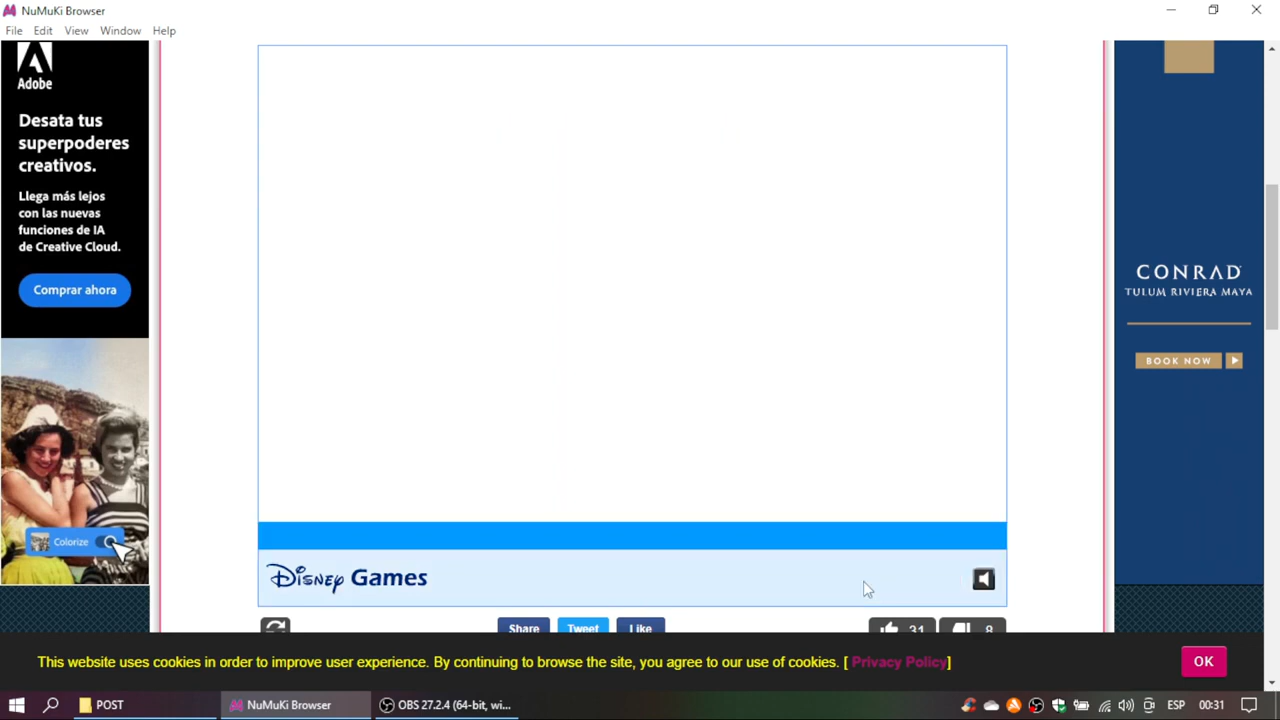 NuMuKi Browser
File Edit View Window Help
Adobe
Desata tus
superpoderes
creativos.
Llega más lejos
con las nuevas
funciones de IA
de Creative Cloud.
Comprar ahora
Colorize
CONRAD
TULUM RIVIERA MAYA
BOOK NOW
Disney Games
Share Tweet Like 31 8
This website uses cookies in order to improve user experience. By continuing to browse the site, you agree to our use of cookies. [ Privacy Policy]
OK
POST
NuMuKi Browser
OBS 27.2.4 (64-bit, wi...
ESP 00:31